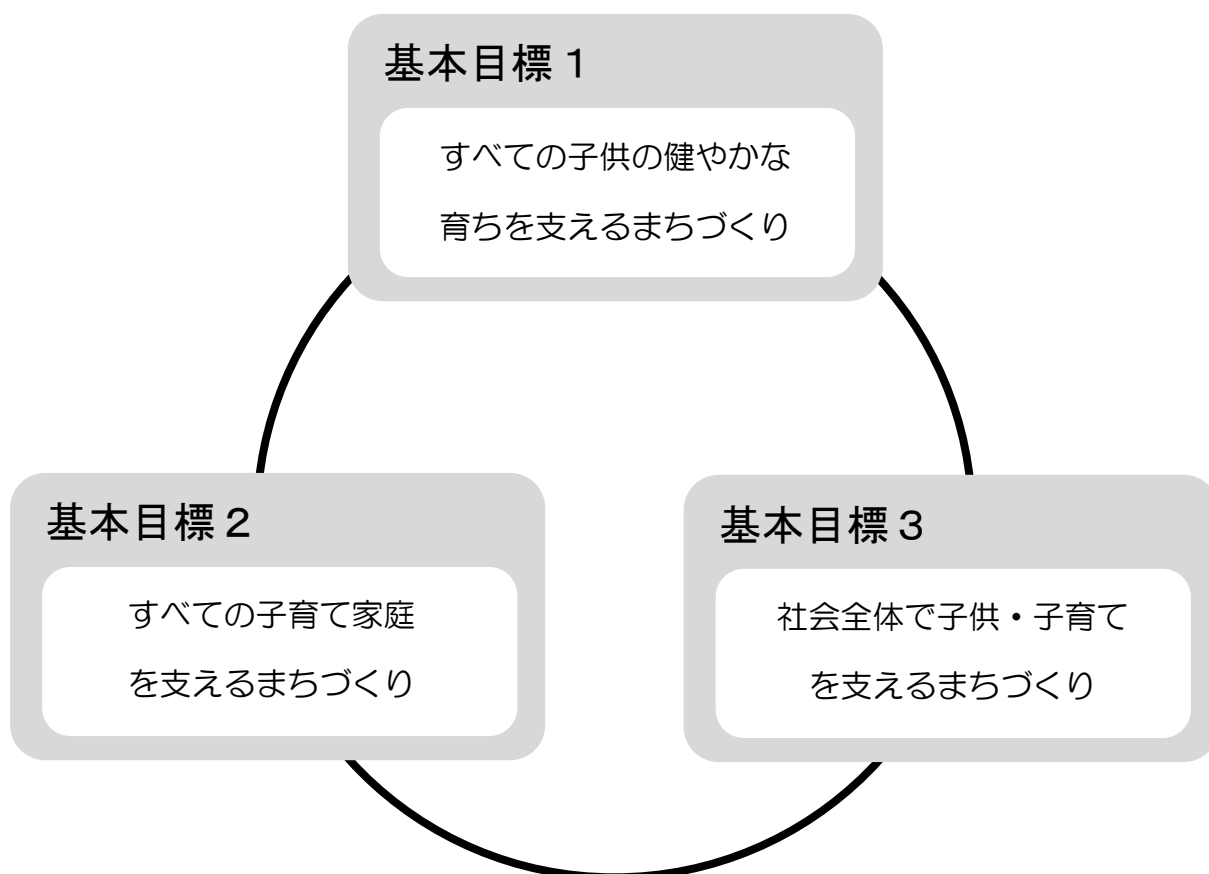 基本目標１
すべての子供の健やかな
育ちを支えるまちづくり
基本目標２
すべての子育て家庭
を支えるまちづくり
基本目標３
社会全体で子供・子育て
を支えるまちづくり